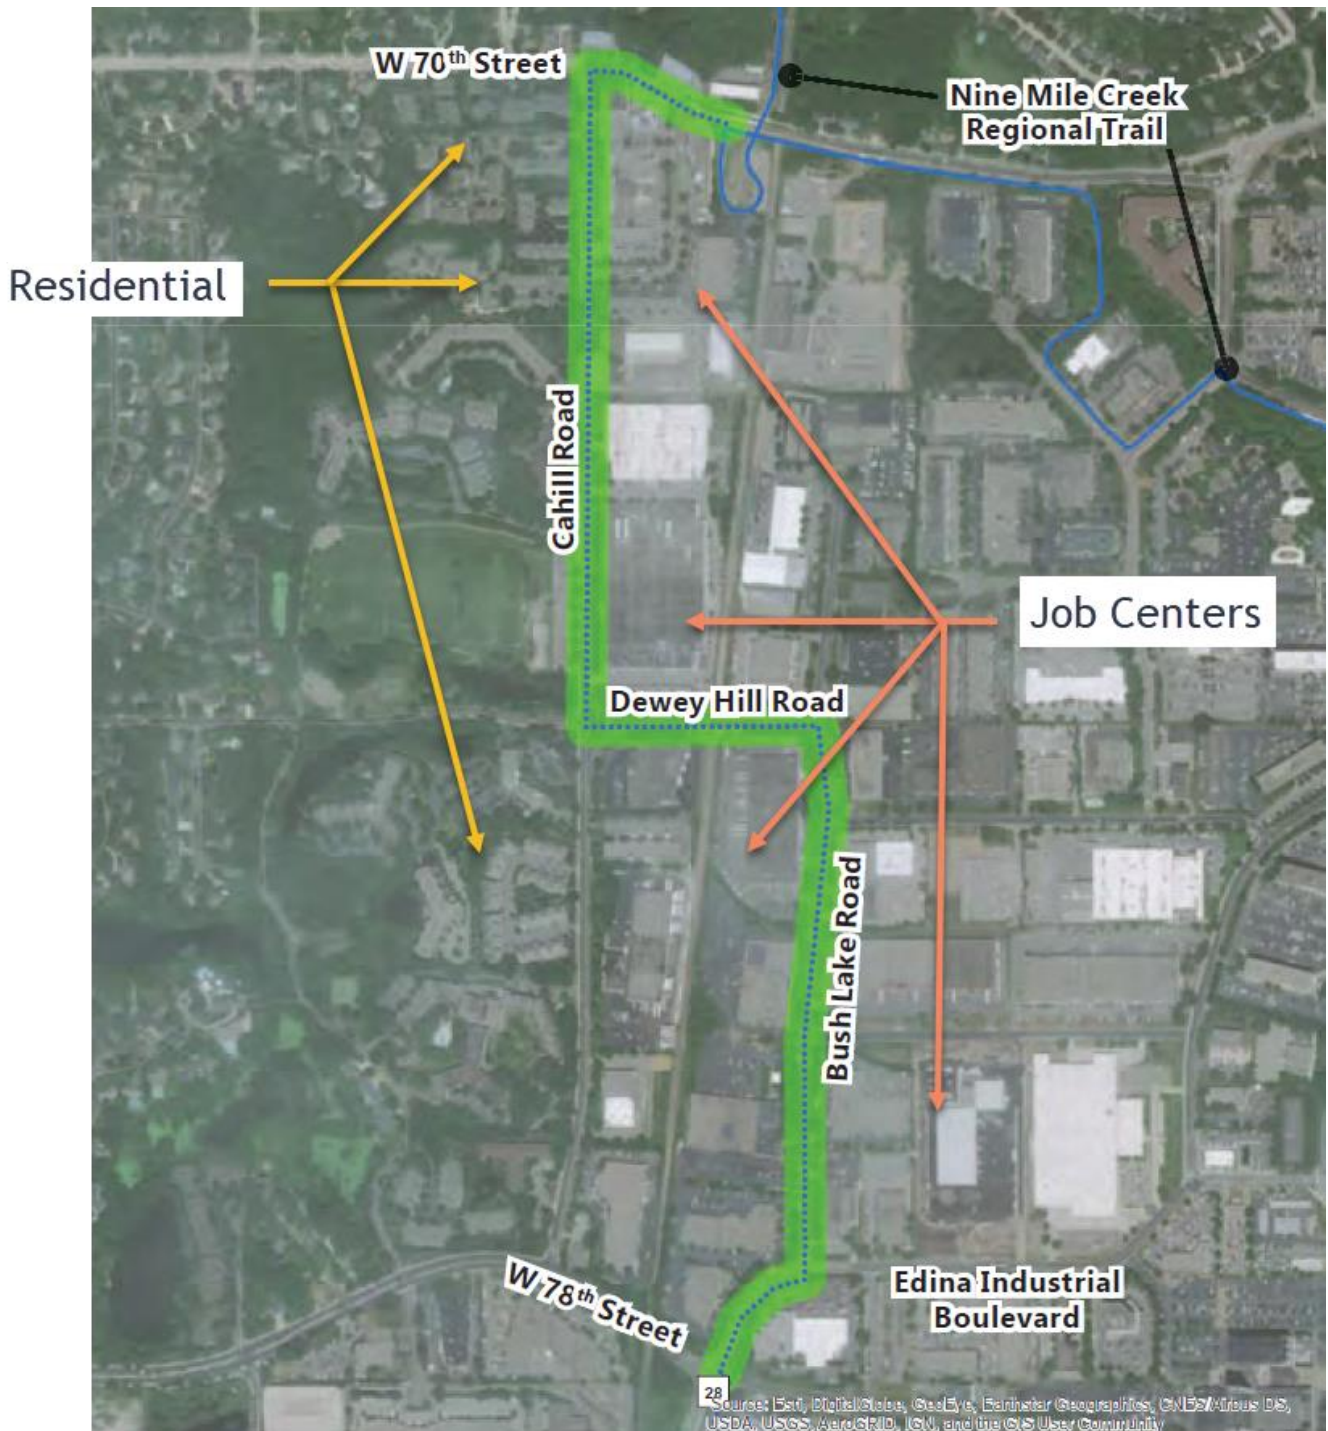 W 70th Street
Nine Mile Creek
Regional Trail
Residential
Cahill Road
Job Centers
Dewey Hill Road
Bush Lake Road
W 78th Street
Edina Industrial
Boulevard
28
Source: Esri, DigitalGlobe, GeoEye, Earthstar Geographics, CNES/Airbus DS,
USDA, USGS, AeroGRID, IGN, and the GIS User Community